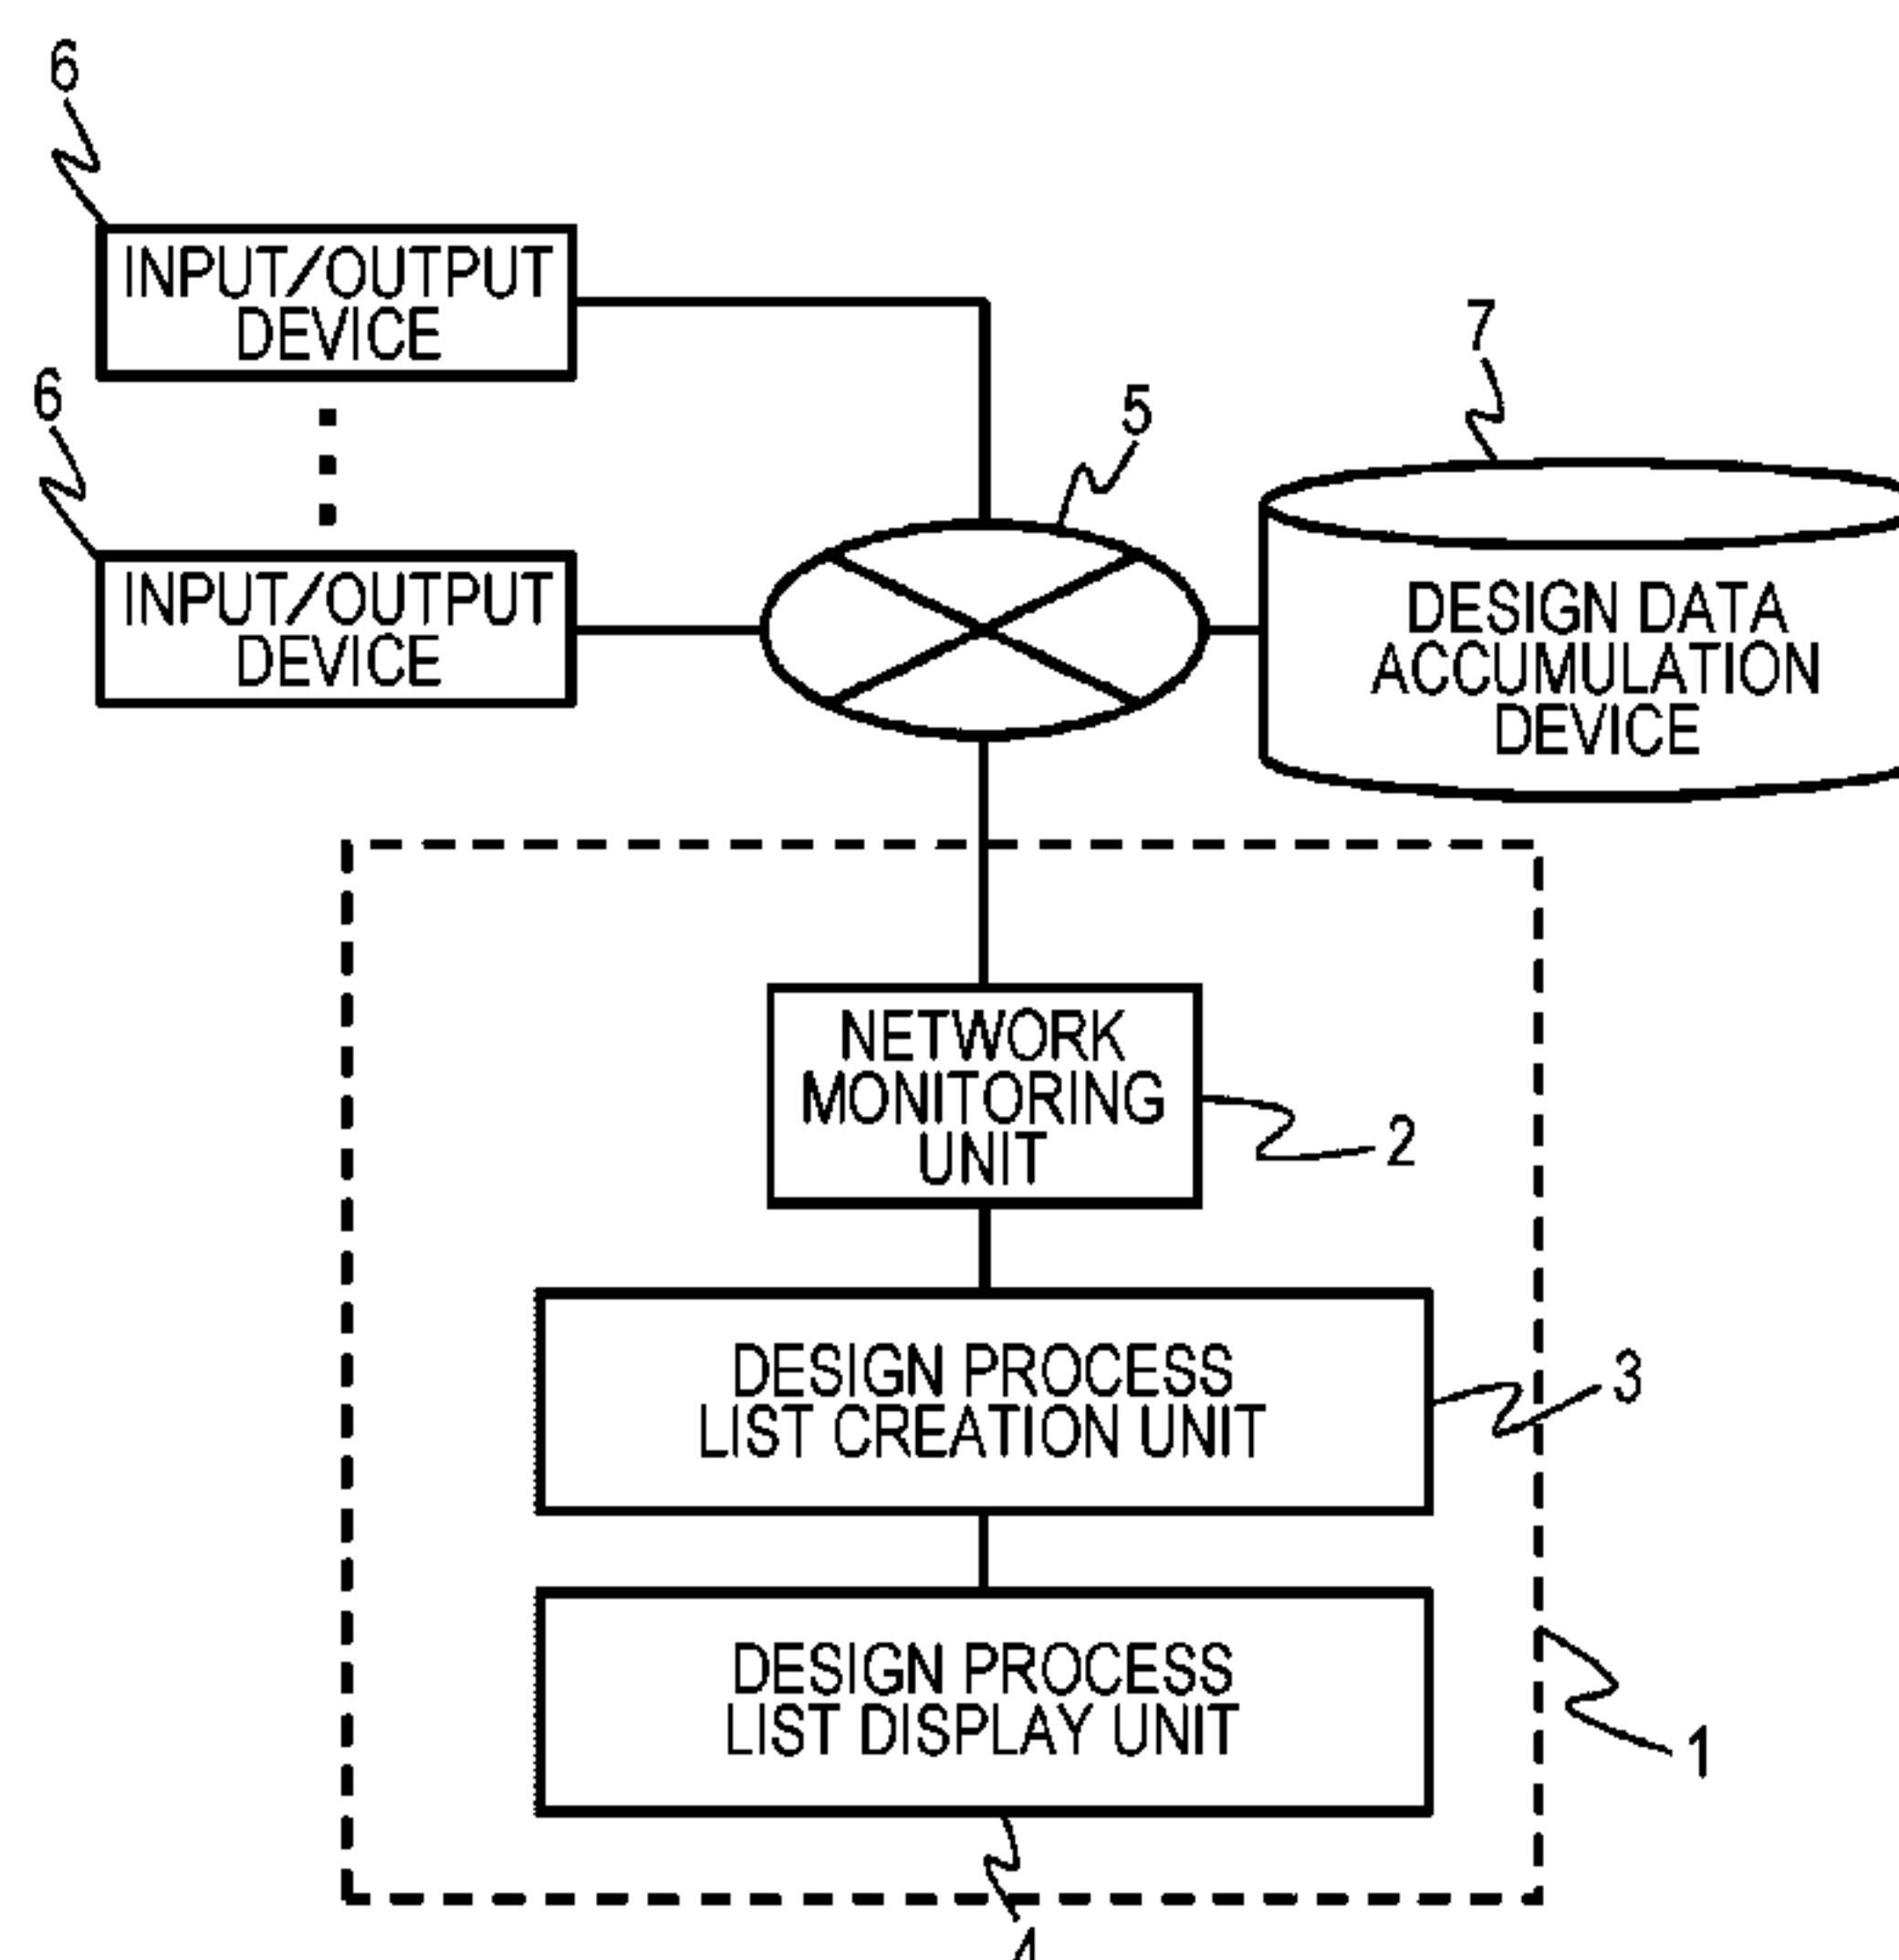 6
INPUT/OUTPUT
DEVICE
6
INPUT/OUTPUT
DEVICE
5
7
DESIGN DATA
ACCUMULATION
DEVICE
NETWORK
MONITORING
UNIT
2
DESIGN PROCESS
LIST CREATION UNIT
3
DESIGN PROCESS
LIST DISPLAY UNIT
1
4